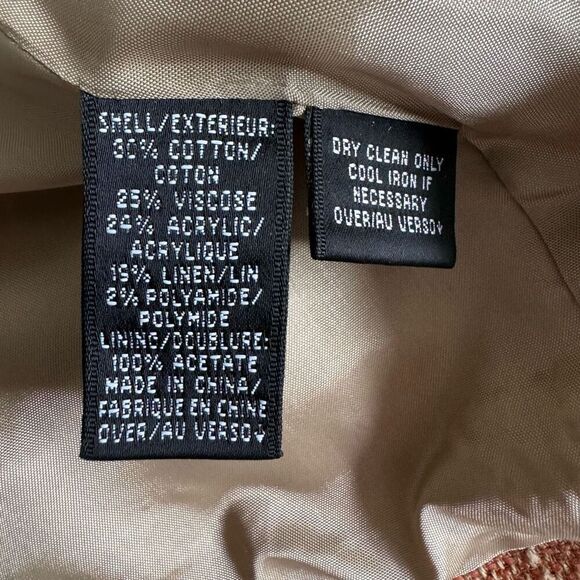 SHELL/EXTERIEUR:
30% COTTON/
COTON
25% VISCOSE
24% ACRYLIC/
ACRYLIQUE
19% LINEN/LIN
2% POLYAMIDE/
POLYMIDE
LINING/DOUBLURE:
100% ACETATE
MADE IN CHINA/
FABRIQUE EN CHINE
OVER/AU VERSO↓
DRY CLEAN ONLY
COOL IRON IF
NECESSARY
OVER/AU VERSO↓